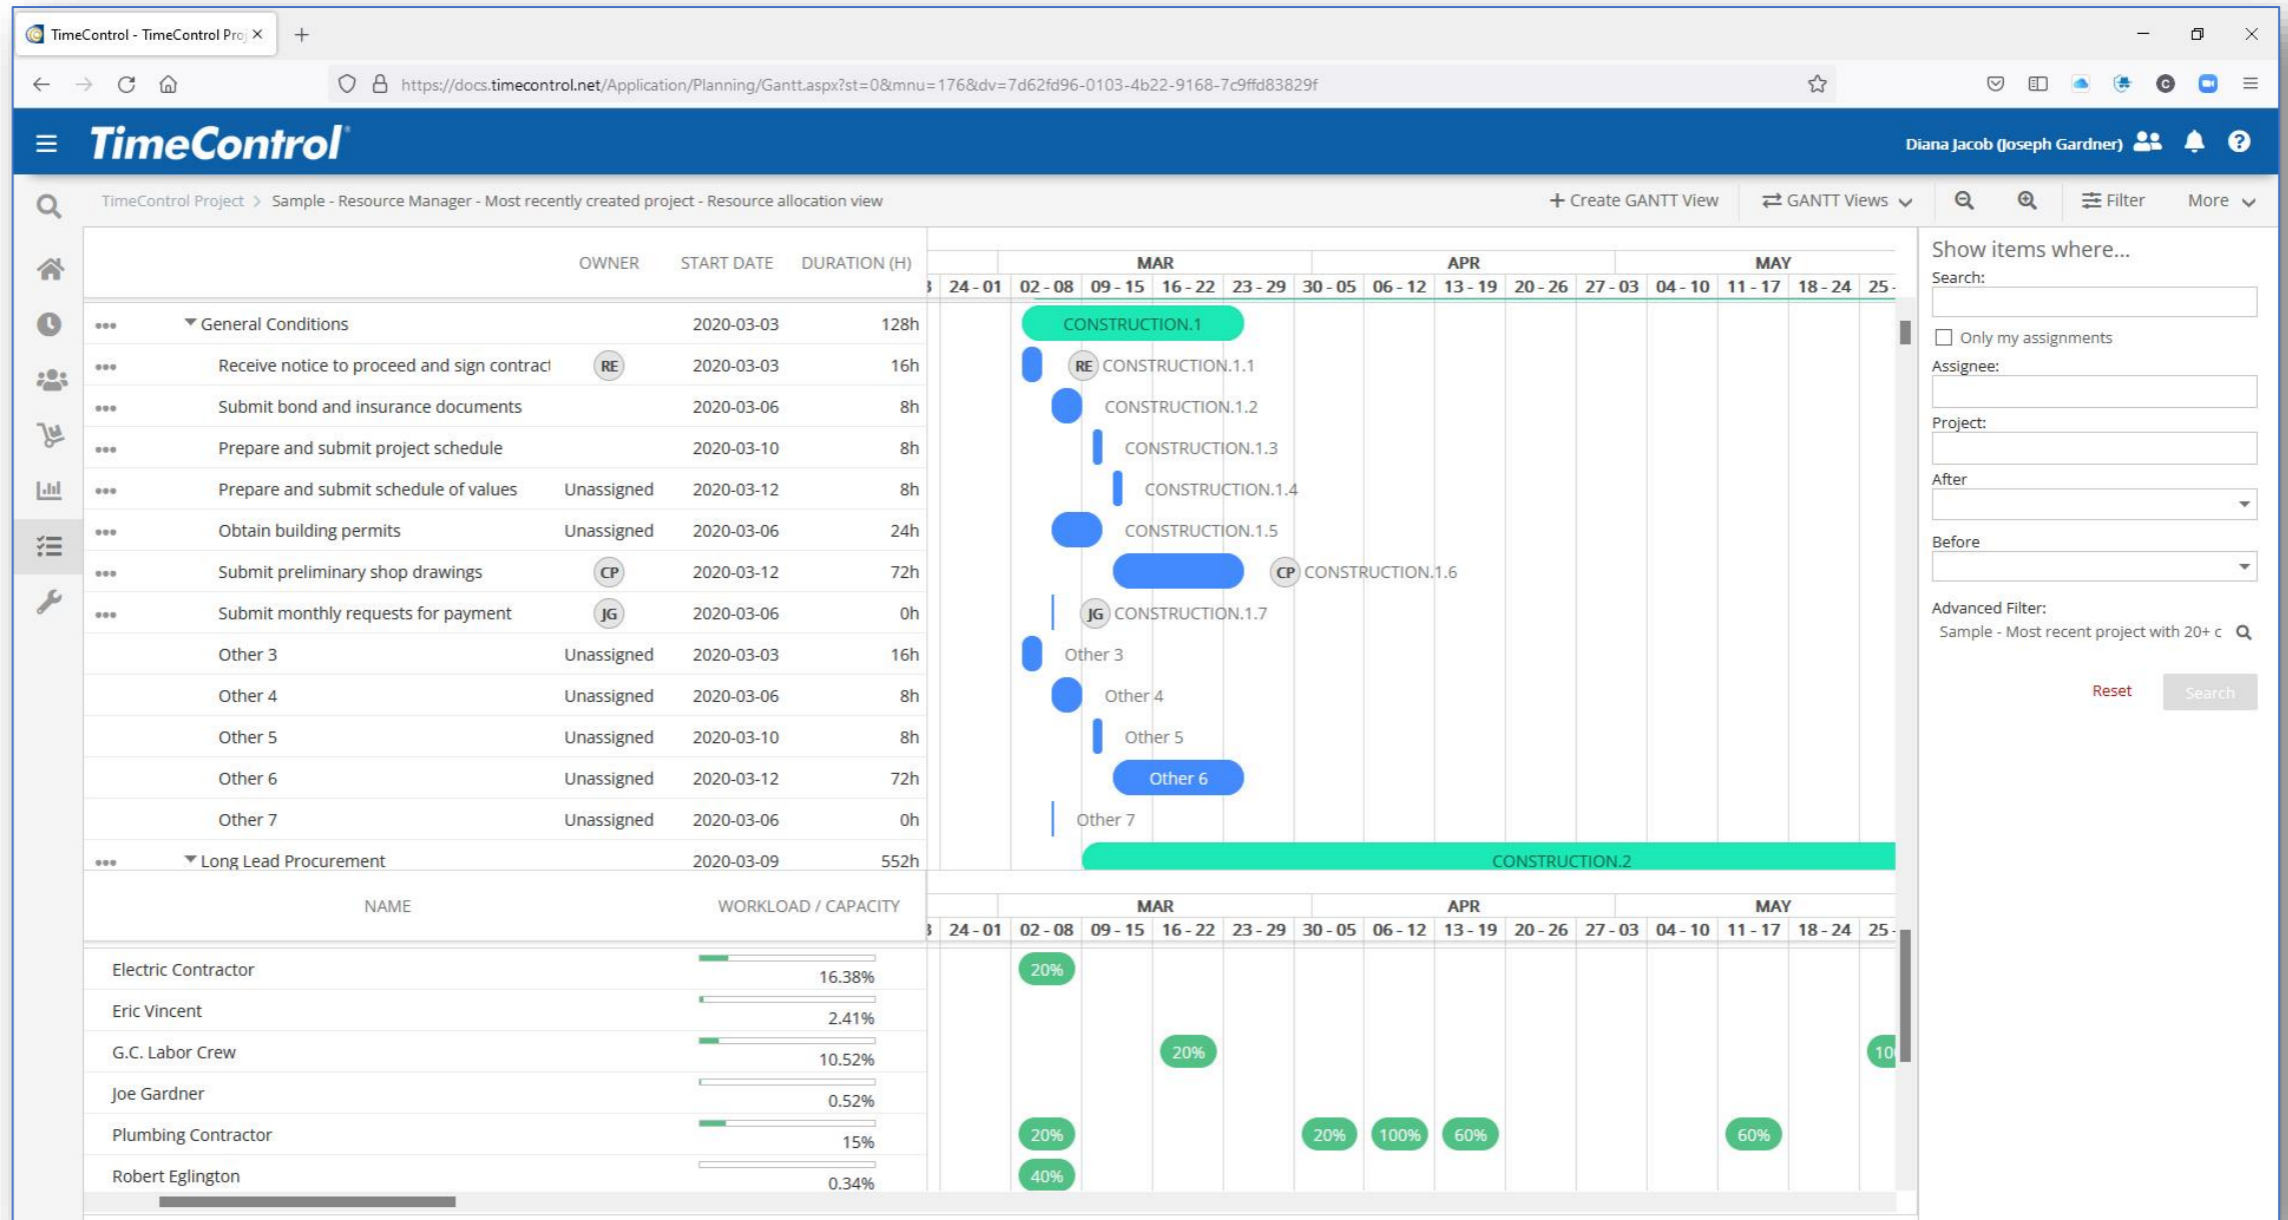 TimeControl - TimeControl Proj
https://docs.timecontrol.net/Application/Planning/Gantt.aspx?st=0&mnu=176&dv=7d62fd96-0103-4b22-9168-7c9ffd83829f
TimeControl®
Diana Jacob (Joseph Gardner)
TimeControl Project > Sample - Resource Manager - Most recently created project - Resource allocation view
+ Create GANTT View GANTT Views Filter More
OWNER START DATE DURATION (H)
MAR APR MAY
24 - 01 02 - 08 09 - 15 16 - 22 23 - 29 30 - 05 06 - 12 13 - 19 20 - 26 27 - 03 04 - 10 11 - 17 18 - 24 25 -
General Conditions 2020-03-03 128h CONSTRUCTION.1
Receive notice to proceed and sign contract RE 2020-03-03 16h RE CONSTRUCTION.1.1
Submit bond and insurance documents 2020-03-06 8h CONSTRUCTION.1.2
Prepare and submit project schedule 2020-03-10 8h CONSTRUCTION.1.3
Prepare and submit schedule of values Unassigned 2020-03-12 8h CONSTRUCTION.1.4
Obtain building permits Unassigned 2020-03-06 24h CONSTRUCTION.1.5
Submit preliminary shop drawings CP 2020-03-12 72h CP CONSTRUCTION.1.6
Submit monthly requests for payment JG 2020-03-06 0h JG CONSTRUCTION.1.7
Other 3 Unassigned 2020-03-03 16h Other 3
Other 4 Unassigned 2020-03-06 8h Other 4
Other 5 Unassigned 2020-03-10 8h Other 5
Other 6 Unassigned 2020-03-12 72h Other 6
Other 7 Unassigned 2020-03-06 0h Other 7
Long Lead Procurement 2020-03-09 552h CONSTRUCTION.2
NAME WORKLOAD / CAPACITY
MAR APR MAY
24 - 01 02 - 08 09 - 15 16 - 22 23 - 29 30 - 05 06 - 12 13 - 19 20 - 26 27 - 03 04 - 10 11 - 17 18 - 24 25 -
Electric Contractor 16.38% 20%
Eric Vincent 2.41%
G.C. Labor Crew 10.52% 20% 10
Joe Gardner 0.52%
Plumbing Contractor 15% 20% 20% 100% 60% 60%
Robert Eglington 0.34% 40%
Show items where...
Search:
Only my assignments
Assignee:
Project:
After
Before
Advanced Filter:
Sample - Most recent project with 20+ c
Reset Search